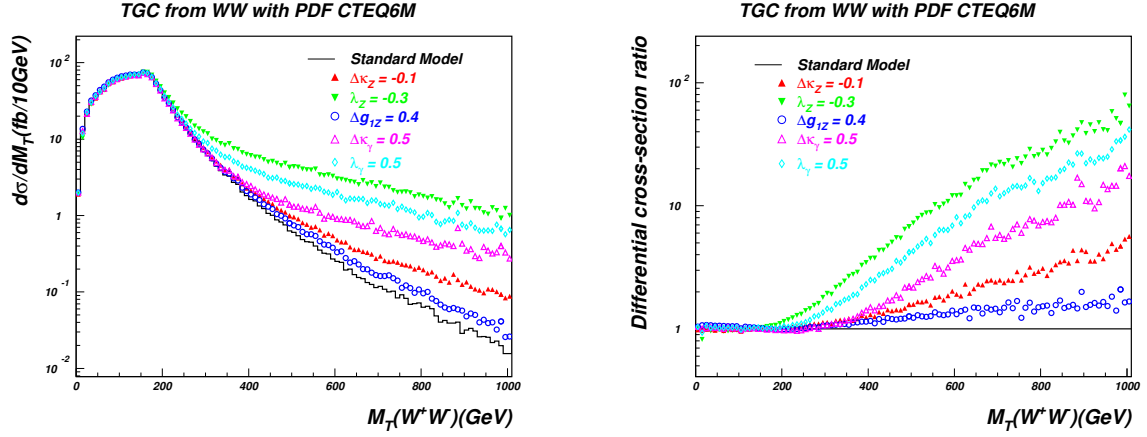 TGC from WW with PDF CTEQ6M
dσ/dM_T(fb/10GeV)
10^2
10
1
10^-1
10^-2
Standard Model
Δκ_Z = -0.1
λ_Z = -0.3
Δg_1Z = 0.4
Δκ_γ = 0.5
λ_γ = 0.5
0 200 400 600 800 1000
M_T(W^+W^-)(GeV)
TGC from WW with PDF CTEQ6M
Differential cross-section ratio
10^2
10
1
Standard Model
Δκ_Z = -0.1
λ_Z = -0.3
Δg_1Z = 0.4
Δκ_γ = 0.5
λ_γ = 0.5
0 200 400 600 800 1000
M_T(W^+W^-)(GeV)